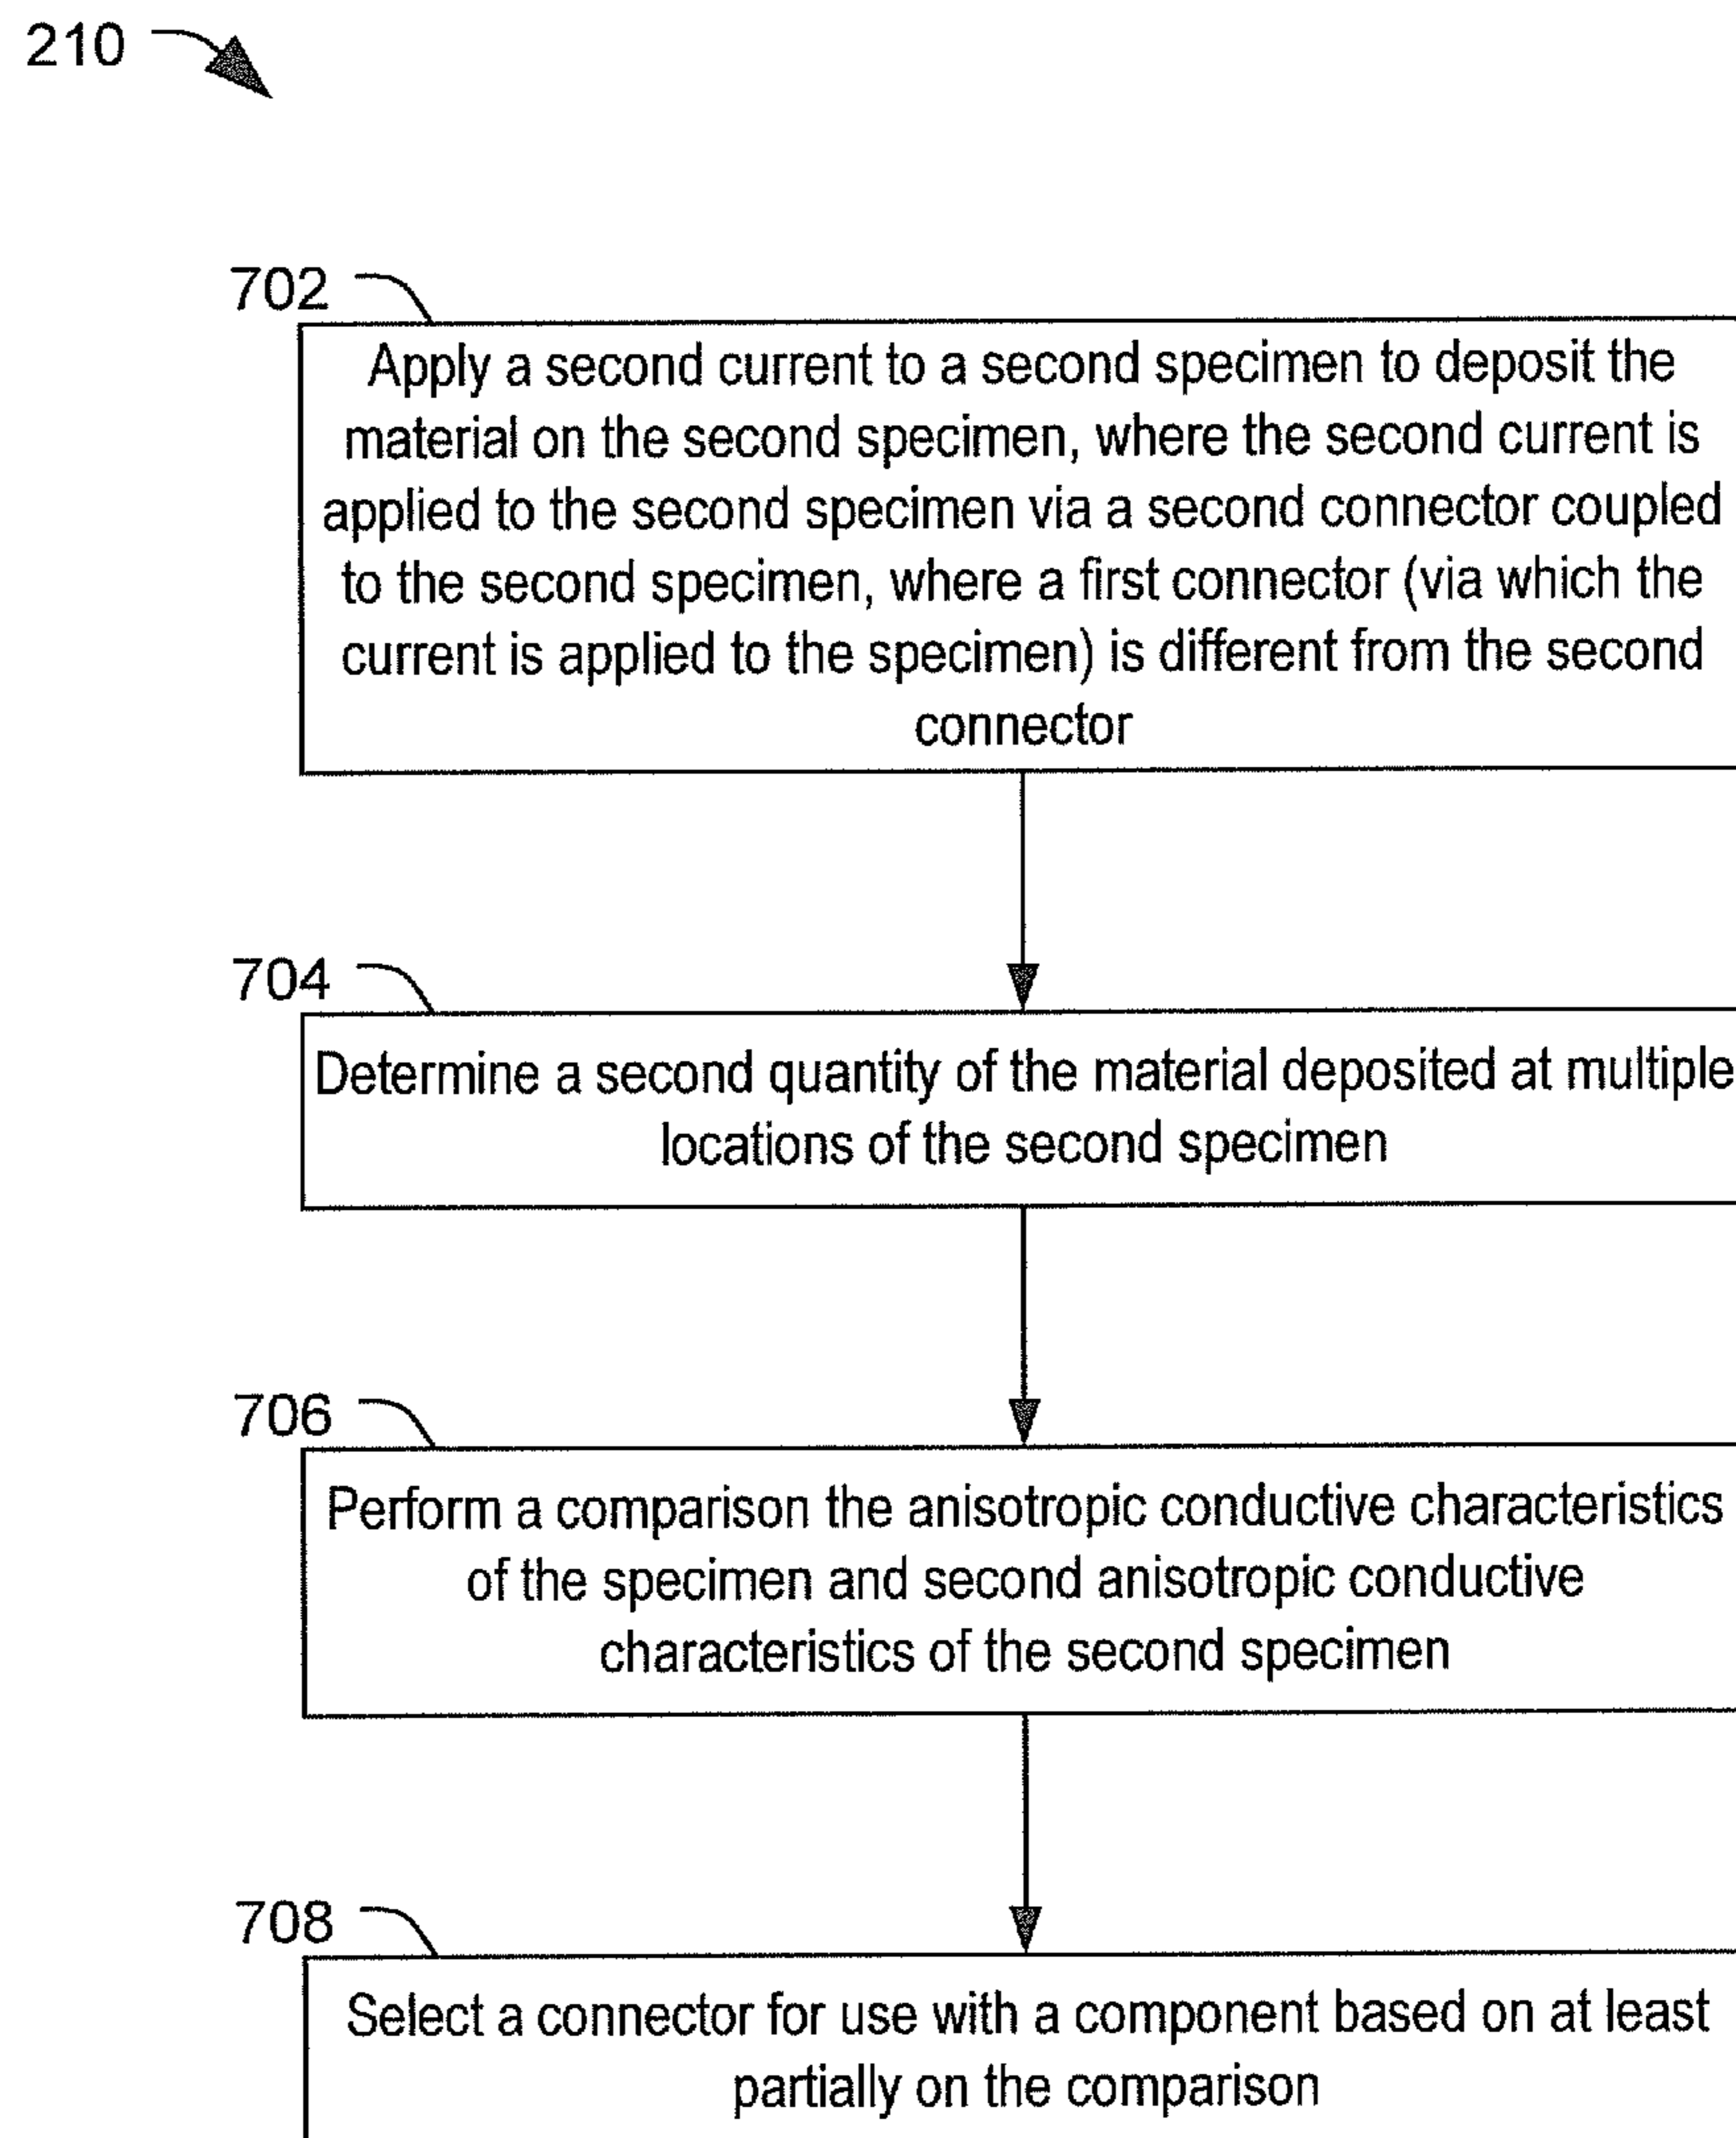 210
702
Apply a second current to a second specimen to deposit the
material on the second specimen, where the second current is
applied to the second specimen via a second connector coupled
to the second specimen, where a first connector (via which the
current is applied to the specimen) is different from the second
connector
704
Determine a second quantity of the material deposited at multiple
locations of the second specimen
706
Perform a comparison the anisotropic conductive characteristics
of the specimen and second anisotropic conductive
characteristics of the second specimen
708
Select a connector for use with a component based on at least
partially on the comparison